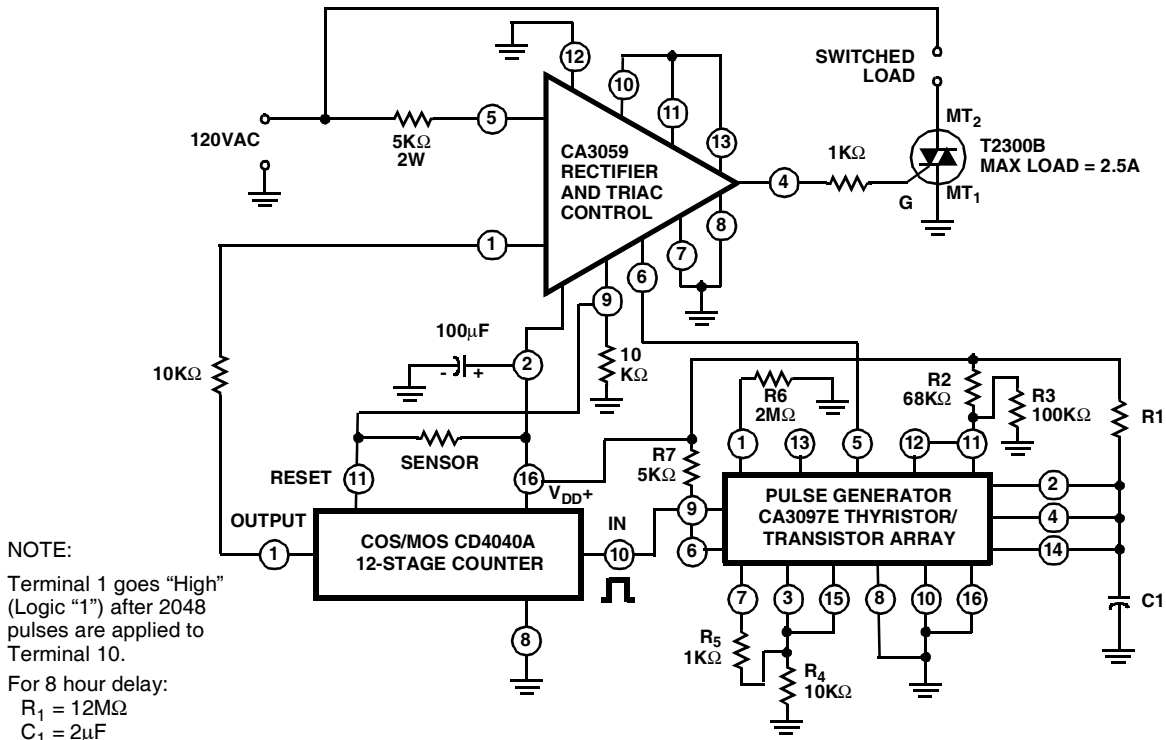 12
SWITCHED
LOAD
10
11
MT2
5
120VAC
5KΩ
2W
CA3059
RECTIFIER
AND TRIAC
CONTROL
13
1KΩ
T2300B
MAX LOAD = 2.5A
4
G
MT1
8
1
7
6
9
100µF
- +
2
10KΩ
10
KΩ
R2
68KΩ
R3
100KΩ
R1
R6
2MΩ
1
13
5
12
11
R7
5KΩ
SENSOR
RESET
11
16
VDD+
2
OUTPUT
IN
9
PULSE GENERATOR
CA3097E THYRISTOR/
TRANSISTOR ARRAY
4
1
COS/MOS CD4040A
12-STAGE COUNTER
10
6
14
7
3
15
8
10
16
C1
8
R5
1KΩ
R4
10KΩ
NOTE:
Terminal 1 goes “High”
(Logic “1”) after 2048
pulses are applied to
Terminal 10.
For 8 hour delay:
R1 = 12MΩ
C1 = 2µF